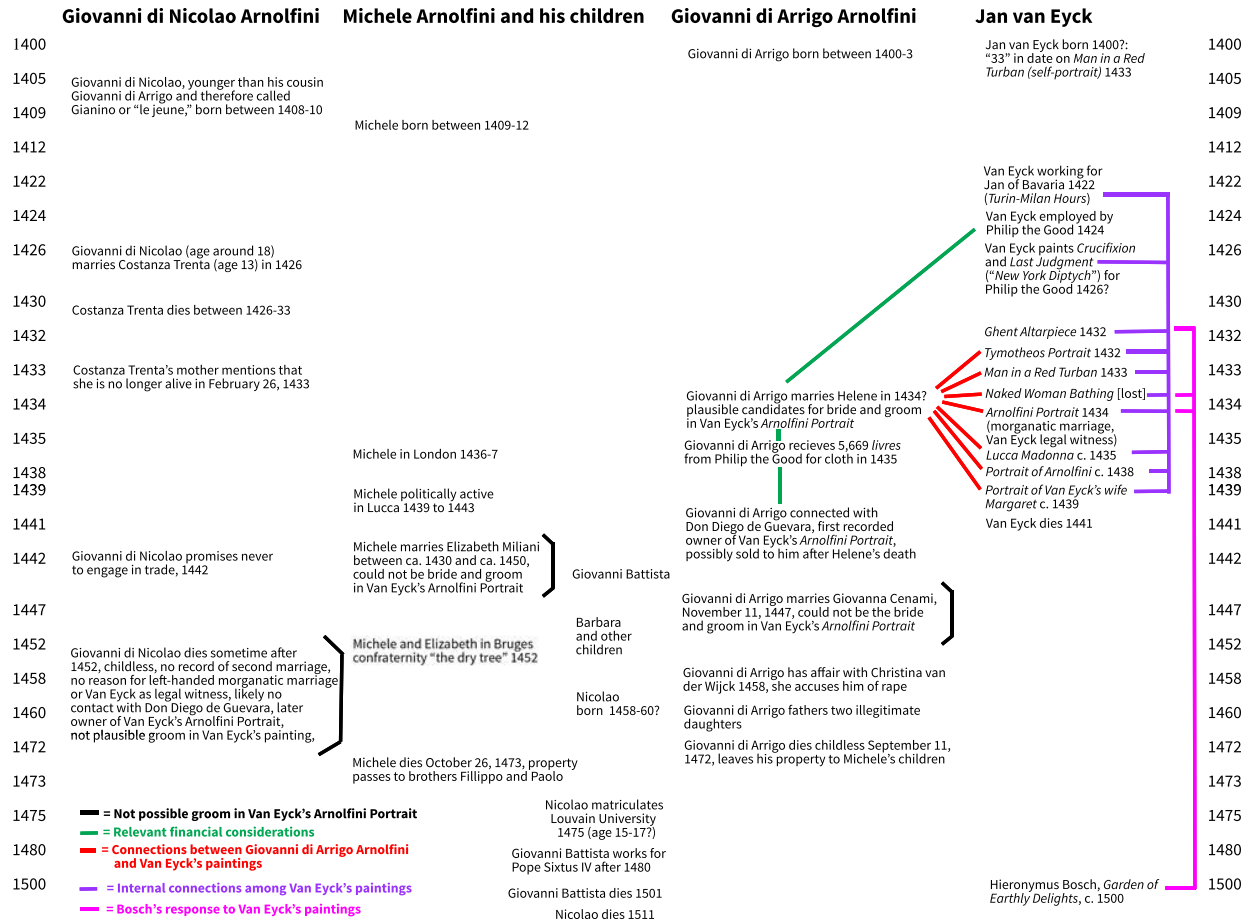 Giovanni di Nicolao Arnolfini
Michele Arnolfini and his children
Giovanni di Arrigo Arnolfini
Jan van Eyck
1400
1405
1409
1412
1422
1424
1426
1430
1432
1433
1434
1435
1438
1439
1441
1442
1447
1452
1458
1460
1472
1473
1475
1480
1500
Giovanni di Nicolao, younger than his cousin
Giovanni di Arrigo and therefore called
Gianino or “le jeune,” born between 1408-10
Giovanni di Nicolao (age around 18)
marries Costanza Trenta (age 13) in 1426
Costanza Trenta dies between 1426-33
Costanza Trenta’s mother mentions that
she is no longer alive in February 26, 1433
Giovanni di Nicolao promises never
to engage in trade, 1442
Giovanni di Nicolao dies sometime after
1452, childless, no record of second marriage,
no reason for left-handed morganatic marriage
or Van Eyck as legal witness, likely no
contact with Don Diego de Guevara, later
owner of Van Eyck’s Arnolfini Portrait,
not plausible groom in Van Eyck’s painting,
Michele born between 1409-12
Michele in London 1436-7
Michele politically active
in Lucca 1439 to 1443
Michele marries Elizabeth Miliani
between ca. 1430 and ca. 1450,
could not be bride and groom
in Van Eyck’s Arnolfini Portrait
Giovanni Battista
Barbara
and other
children
Michele and Elizabeth in Bruges
confraternity “the dry tree” 1452
Nicolao
born 1458-60?
Michele dies October 26, 1473, property
passes to brothers Fillippo and Paolo
Nicolao matriculates
Louvain University
1475 (age 15-17?)
Giovanni Battista works for
Pope Sixtus IV after 1480
Giovanni Battista dies 1501
Nicolao dies 1511
Giovanni di Arrigo born between 1400-3
Giovanni di Arrigo marries Helene in 1434?
plausible candidates for bride and groom
in Van Eyck’s Arnolfini Portrait
Giovanni di Arrigo recieves 5,669 livres
from Philip the Good for cloth in 1435
Giovanni di Arrigo connected with
Don Diego de Guevara, first recorded
owner of Van Eyck’s Arnolfini Portrait,
possibly sold to him after Helene’s death
Giovanni di Arrigo marries Giovanna Cenami,
November 11, 1447, could not be the bride
and groom in Van Eyck’s Arnolfini Portrait
Giovanni di Arrigo has affair with Christina van
der Wijck 1458, she accuses him of rape
Giovanni di Arrigo fathers two illegitimate
daughters
Giovanni di Arrigo dies childless September 11,
1472, leaves his property to Michele’s children
Jan van Eyck born 1400?:
“33” in date on Man in a Red
Turban (self-portrait) 1433
Van Eyck working for
Jan of Bavaria 1422
(Turin-Milan Hours)
Van Eyck employed by
Philip the Good 1424
Van Eyck paints Crucifixion
and Last Judgment
(“New York Diptych”) for
Philip the Good 1426?
Ghent Altarpiece 1432
Tymotheos Portrait 1432
Man in a Red Turban 1433
Naked Woman Bathing [lost]
Arnolfini Portrait 1434
(morganatic marriage,
Van Eyck legal witness)
Lucca Madonna c. 1435
Portrait of Arnolfini c. 1438
Portrait of Van Eyck’s wife
Margaret c. 1439
Van Eyck dies 1441
Hieronymus Bosch, Garden of
Earthly Delights, c. 1500
1400
1405
1409
1412
1422
1424
1426
1430
1432
1433
1434
1435
1438
1439
1441
1442
1447
1452
1458
1460
1472
1473
1475
1480
1500
= Not possible groom in Van Eyck’s Arnolfini Portrait
= Relevant financial considerations
= Connections between Giovanni di Arrigo Arnolfini
and Van Eyck’s paintings
= Internal connections among Van Eyck’s paintings
= Bosch’s response to Van Eyck’s paintings